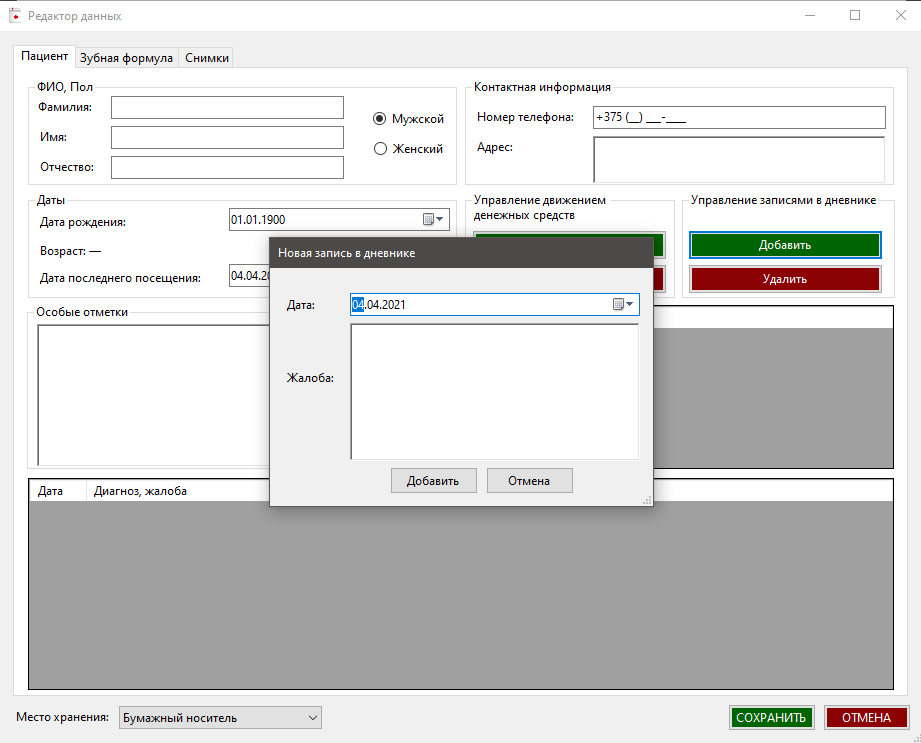 Редактор данных
Пациент Зубная формула Снимки
ФИО, Пол
Фамилия:
Имя:
Отчество:
Мужской
Женский
Контактная информация
Номер телефона: +375 (__) ___-____
Адрес:
Даты
Дата рождения: 01.01.1900
Возраст: —
Дата последнего посещения: 04.04.20
Управление движением
денежных средств
Управление записями в дневнике
Добавить
Удалить
Особые отметки
Новая запись в дневнике
Дата: 04.04.2021
Жалоба:
Добавить Отмена
Дата Диагноз, жалоба
Место хранения: Бумажный носитель
СОХРАНИТЬ ОТМЕНА